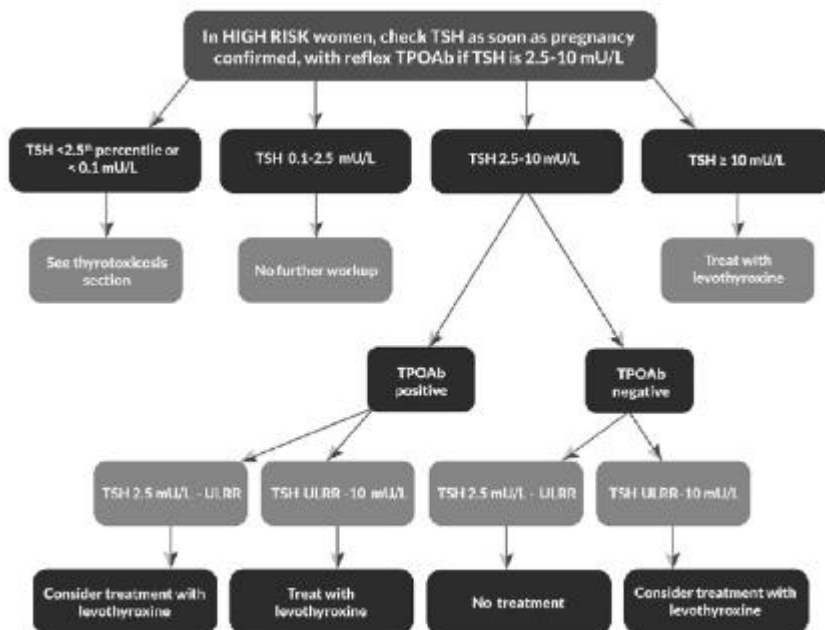 In HIGH RISK women, check TSH as soon as pregnancy
confirmed, with reflex TPOAb if TSH is 2.5-10 mU/L
TSH <2.5th percentile or
< 0.1 mU/L
TSH 0.1-2.5 mU/L
TSH 2.5-10 mU/L
TSH ≥ 10 mU/L
See thyrotoxicosis
section
No further workup
Treat with
levothyroxine
TPOAb
positive
TPOAb
negative
TSH 2.5 mU/L - ULRR
TSH ULRR -10 mU/L
TSH 2.5 mU/L - ULRR
TSH ULRR-10 mU/L
Consider treatment with
levothyroxine
Treat with
levothyroxine
No treatment
Consider treatment with
levothyroxine